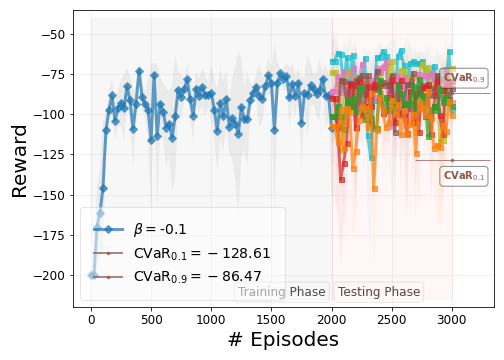 −50
−75
−100
−125
−150
−175
−200
Reward
CVaR0.9
CVaR0.1
β = -0.1
CVaR0.1 = − 128.61
CVaR0.9 = − 86.47
Training Phase
Testing Phase
0 500 1000 1500 2000 2500 3000
# Episodes